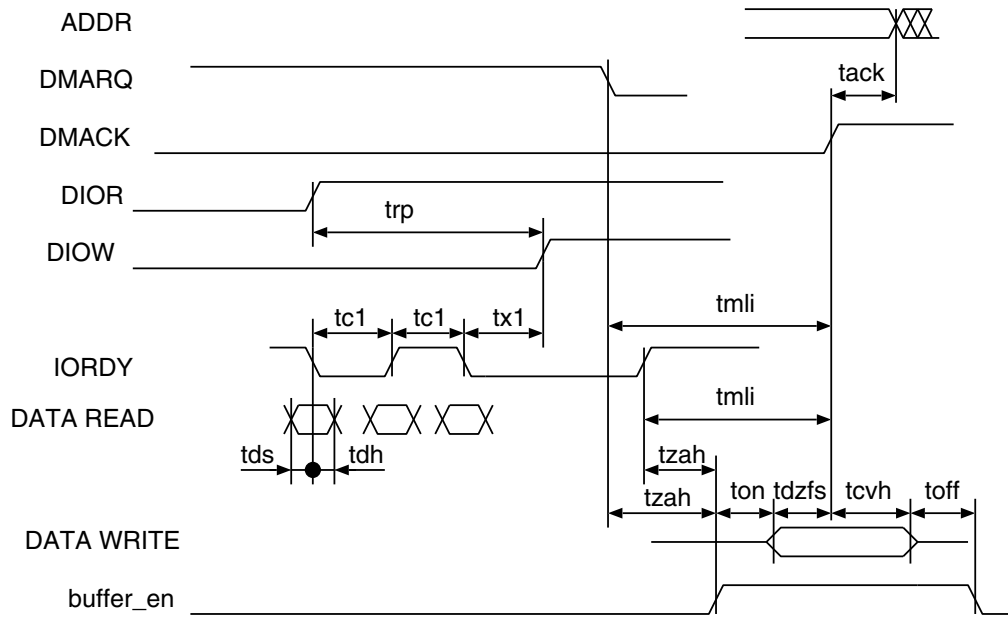 ADDR
DMARQ
tack
DMACK
DIOR
trp
DIOW
tc1 tc1 tx1 tmli
IORDY
tmli
DATA READ
tds tdh tzah
tzah ton tdzfs tcvh toff
DATA WRITE
buffer_en